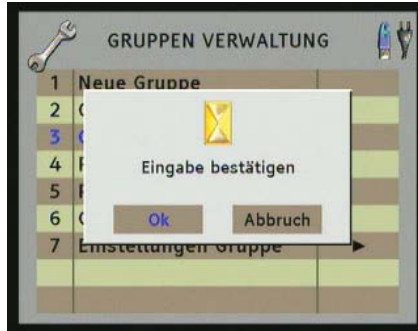 GRUPPEN VERWALTUNG
1 Neue Gruppe
2
3
4
Eingabe bestätigen
5
6
Ok Abbruch
7 Einstellungen Gruppe